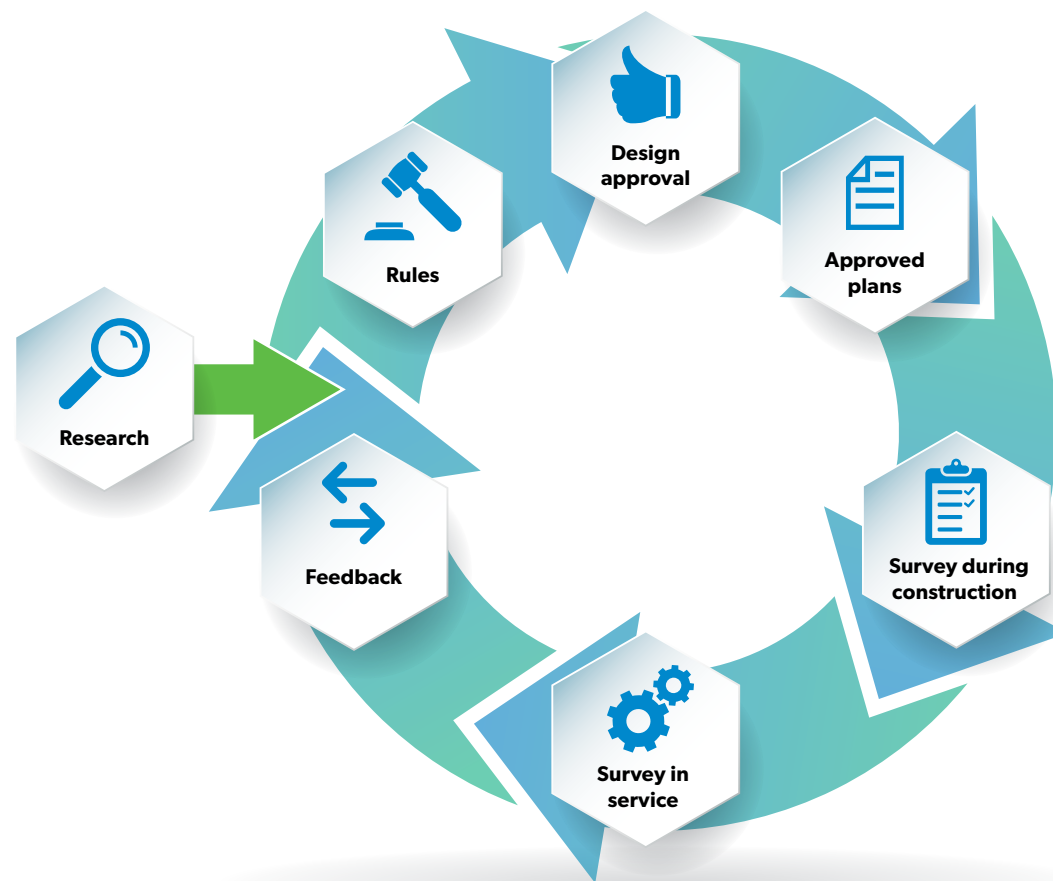 Design
approval
Approved
plans
Rules
Research
Feedback
Survey during
construction
Survey in
service